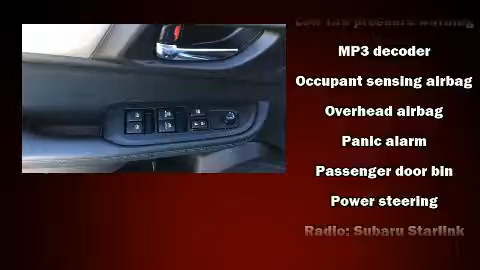 Low tire pressure warning
MP3 decoder
Occupant sensing airbag
Overhead airbag
Panic alarm
Passenger door bin
Power steering
Radio: Subaru Starlink